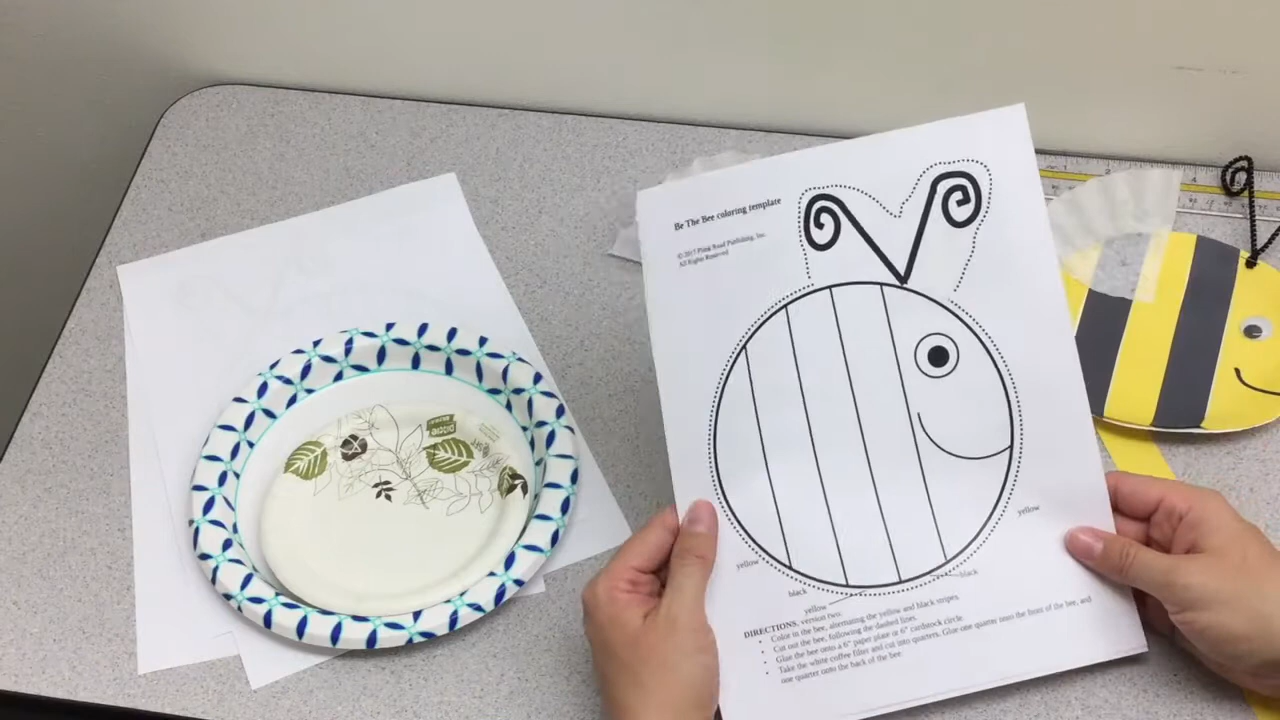 Be The Bee coloring template
© 2017 Plank Road Publishing, Inc.
All Rights Reserved
yellow
yellow
black
black
yellow
DIRECTIONS, version two:
• Color in the bee, alternating the yellow and black stripes.
• Cut out the bee, following the dashed lines.
• Glue the bee onto a 6" paper plate or 6" cardstock circle.
• Take the white coffee filter and cut into quarters. Glue one quarter onto the front of the bee, and
one quarter onto the back of the bee.
Dixie